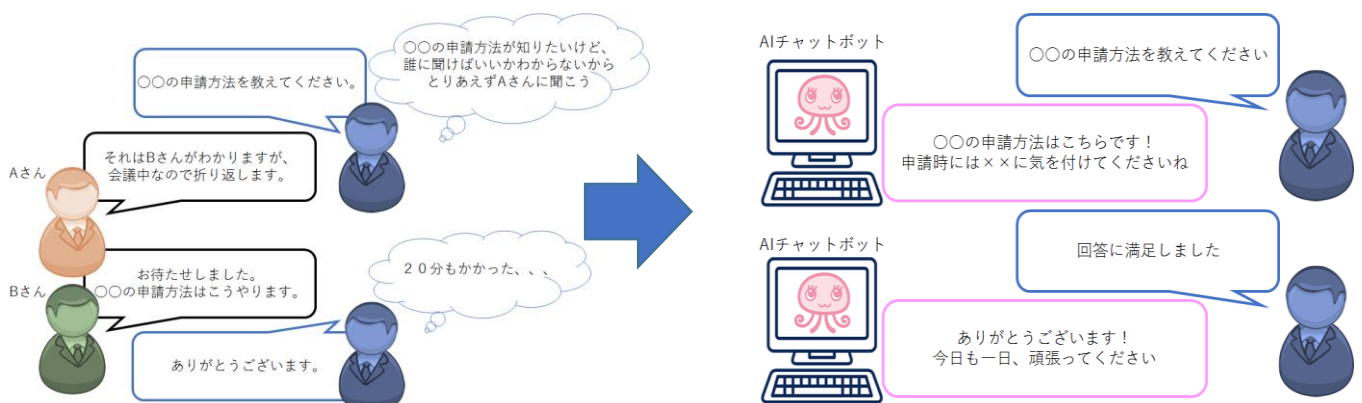 〇〇の申請方法が知りたいけど、
誰に聞けばいいかわからないから
とりあえずAさんに聞こう
〇〇の申請方法を教えてください。
Aさん
それはBさんがわかりますが、
会議中なので折り返します。
２０分もかかった、、、
Bさん
お待たせしました。
〇〇の申請方法はこうやります。
ありがとうございます。
AIチャットボット
〇〇の申請方法を教えてください
〇〇の申請方法はこちらです！
申請時には××に気を付けてくださいね
AIチャットボット
回答に満足しました
ありがとうございます！
今日も一日、頑張ってください